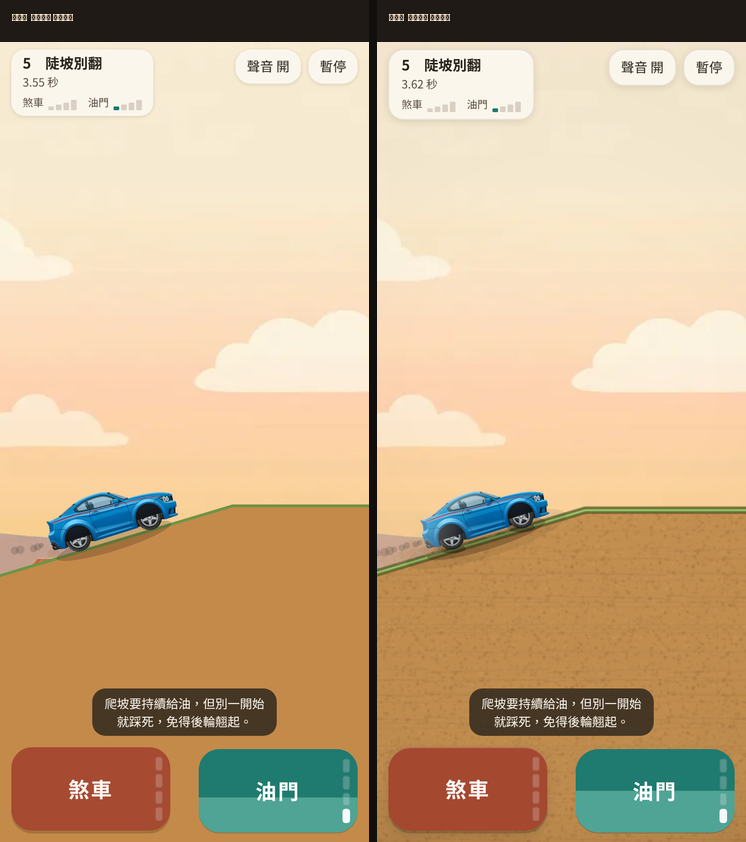 5 陡坡別翻
3.55 秒
煞車 油門
聲音 開
暫停
爬坡要持續給油，但別一開始
就踩死，免得後輪翹起。
煞車
油門
5 陡坡別翻
3.62 秒
煞車 油門
聲音 開
暫停
爬坡要持續給油，但別一開始
就踩死，免得後輪翹起。
煞車
油門